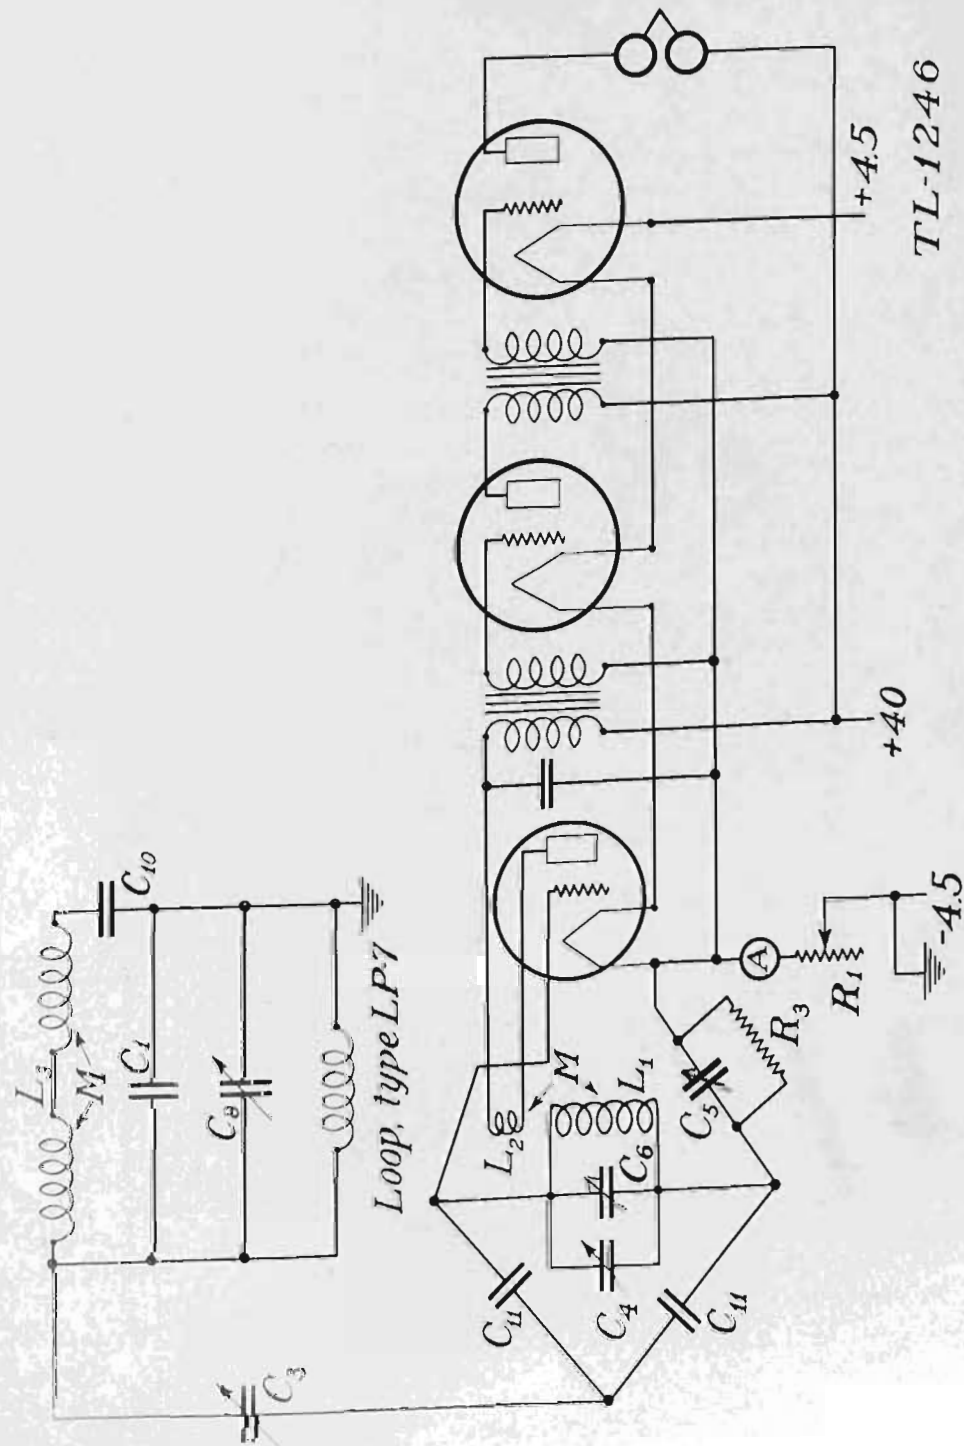 L3
M
C10
C1
C8
C3
Loop, type LP-7
L2
M
L1
C11
C4
C6
C11
C5
R3
A
R1
-4.5
+40
+4.5
TL-1246